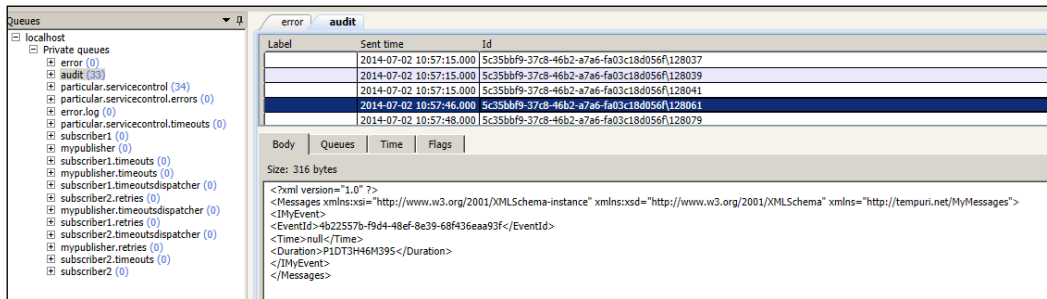 Queues
localhost
Private queues
error (0)
audit (33)
particular.servicecontrol (34)
particular.servicecontrol.errors (0)
error.log (0)
particular.servicecontrol.timeouts (0)
subscriber1 (0)
mypublisher (0)
subscriber1.timeouts (0)
mypublisher.timeouts (0)
subscriber1.timeoutsdispatcher (0)
subscriber2.retries (0)
mypublisher.timeoutsdispatcher (0)
subscriber1.retries (0)
subscriber2.timeoutsdispatcher (0)
mypublisher.retries (0)
subscriber2.timeouts (0)
subscriber2 (0)
error audit
Label Sent time Id
2014-07-02 10:57:15.000 5c35bbf9-37c8-46b2-a7a6-fa03c18d056f\128037
2014-07-02 10:57:15.000 5c35bbf9-37c8-46b2-a7a6-fa03c18d056f\128039
2014-07-02 10:57:15.000 5c35bbf9-37c8-46b2-a7a6-fa03c18d056f\128041
2014-07-02 10:57:46.000 5c35bbf9-37c8-46b2-a7a6-fa03c18d056f\128061
2014-07-02 10:57:48.000 5c35bbf9-37c8-46b2-a7a6-fa03c18d056f\128079
Body Queues Time Flags
Size: 316 bytes
<?xml version="1.0" ?>
<Messages xmlns:xsi="http://www.w3.org/2001/XMLSchema-instance" xmlns:xsd="http://www.w3.org/2001/XMLSchema" xmlns="http://tempuri.net/MyMessages">
<IMyEvent>
<EventId>4b22557b-f9d4-48ef-8e39-68f436eaa93f</EventId>
<Time>null</Time>
<Duration>P1DT3H46M39S</Duration>
</IMyEvent>
</Messages>